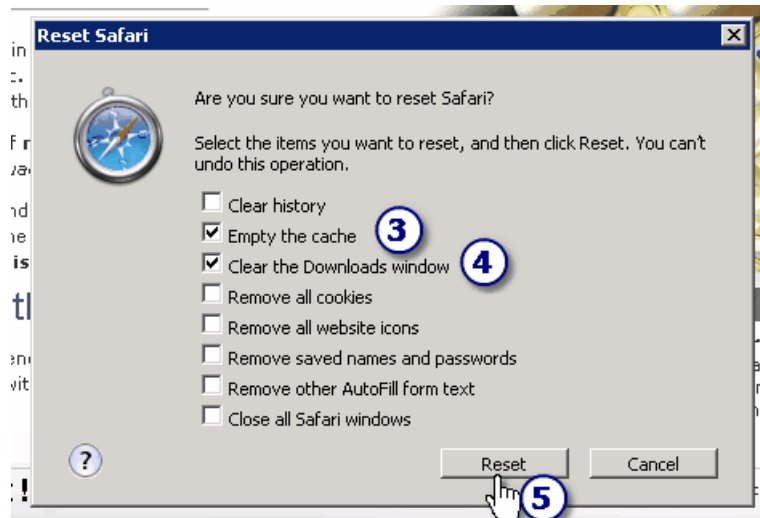 Reset Safari
Are you sure you want to reset Safari?
Select the items you want to reset, and then click Reset. You can't
undo this operation.
Clear history
Empty the cache
3
Clear the Downloads window
4
Remove all cookies
Remove all website icons
Remove saved names and passwords
Remove other AutoFill form text
Close all Safari windows
?
Reset
Cancel
5